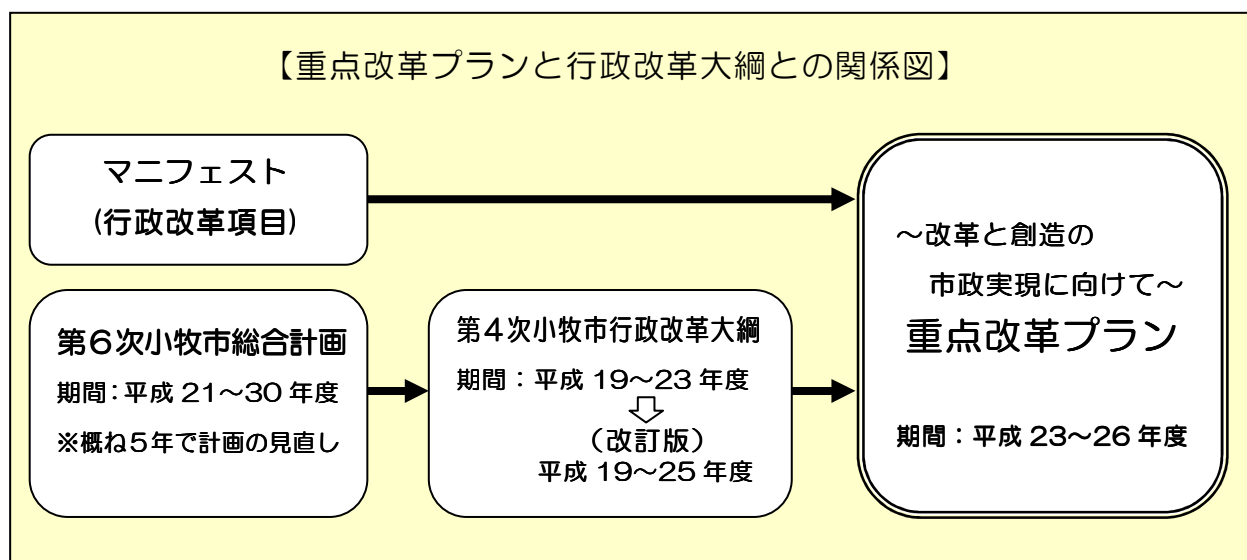 【重点改革プランと行政改革大綱との関係図】
マニフェスト
(行政改革項目)
第6次小牧市総合計画
期間:平成 21～30 年度
※概ね5年で計画の見直し
第4次小牧市行政改革大綱
期間：平成 19～23 年度
（改訂版）
平成 19～25 年度
～改革と創造の
市政実現に向けて～
重点改革プラン
期間：平成 23～26 年度